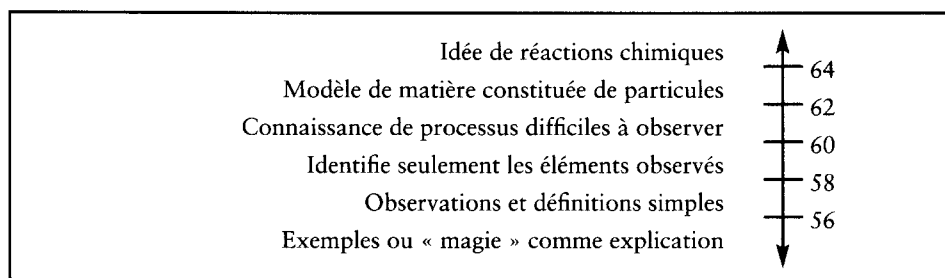 Idée de réactions chimiques
64
Modèle de matière constituée de particules
62
Connaissance de processus difficiles à observer
60
Identifie seulement les éléments observés
58
Observations et définitions simples
56
Exemples ou « magie » comme explication